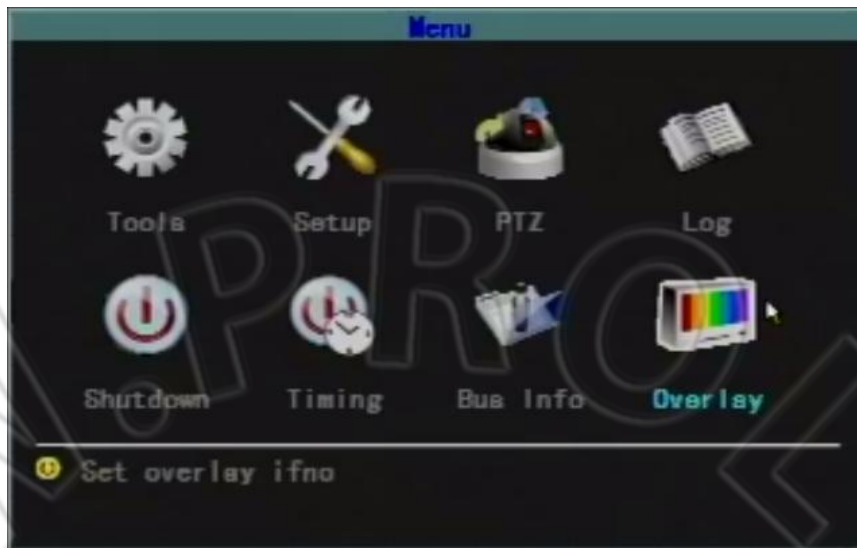 Menu
Tools Setup PTZ Log
Shutdown Timing Bus Info Overlay
Set overlay ifno